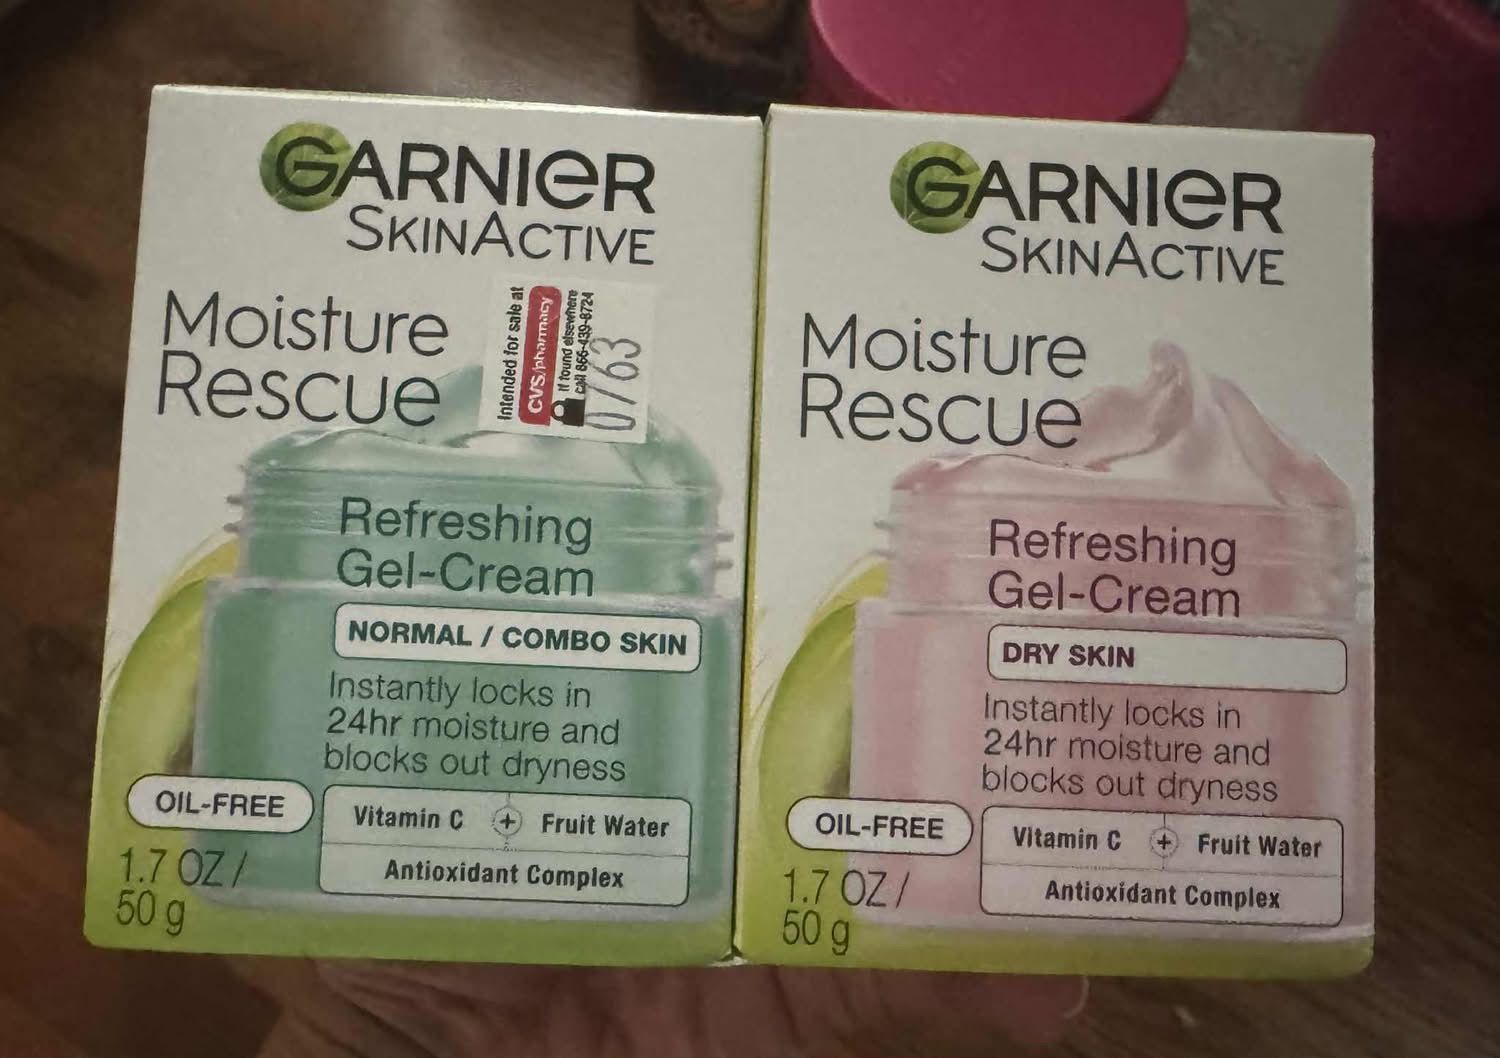 GARNIER
SKINACTIVE
Moisture
Rescue
Intended for sale at
CVS/pharmacy
If found elsewhere
call 866-439-8724
0763
Refreshing
Gel-Cream
NORMAL / COMBO SKIN
Instantly locks in
24hr moisture and
blocks out dryness
OIL-FREE
Vitamin C + Fruit Water
Antioxidant Complex
1.7 OZ /
50 g
GARNIER
SKINACTIVE
Moisture
Rescue
Refreshing
Gel-Cream
DRY SKIN
Instantly locks in
24hr moisture and
blocks out dryness
OIL-FREE
Vitamin C + Fruit Water
Antioxidant Complex
1.7 OZ /
50 g